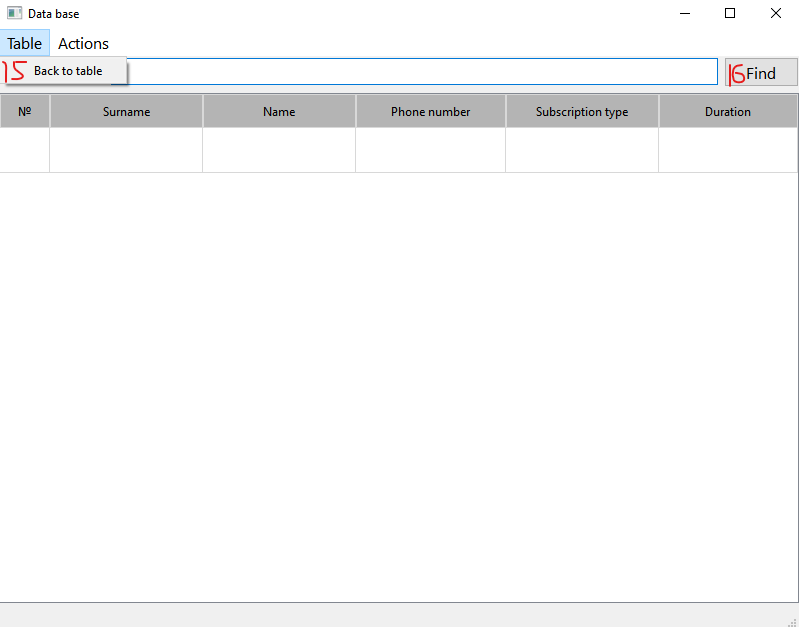 Data base
Table Actions
15 Back to table
16 Find
№ Surname Name Phone number Subscription type Duration